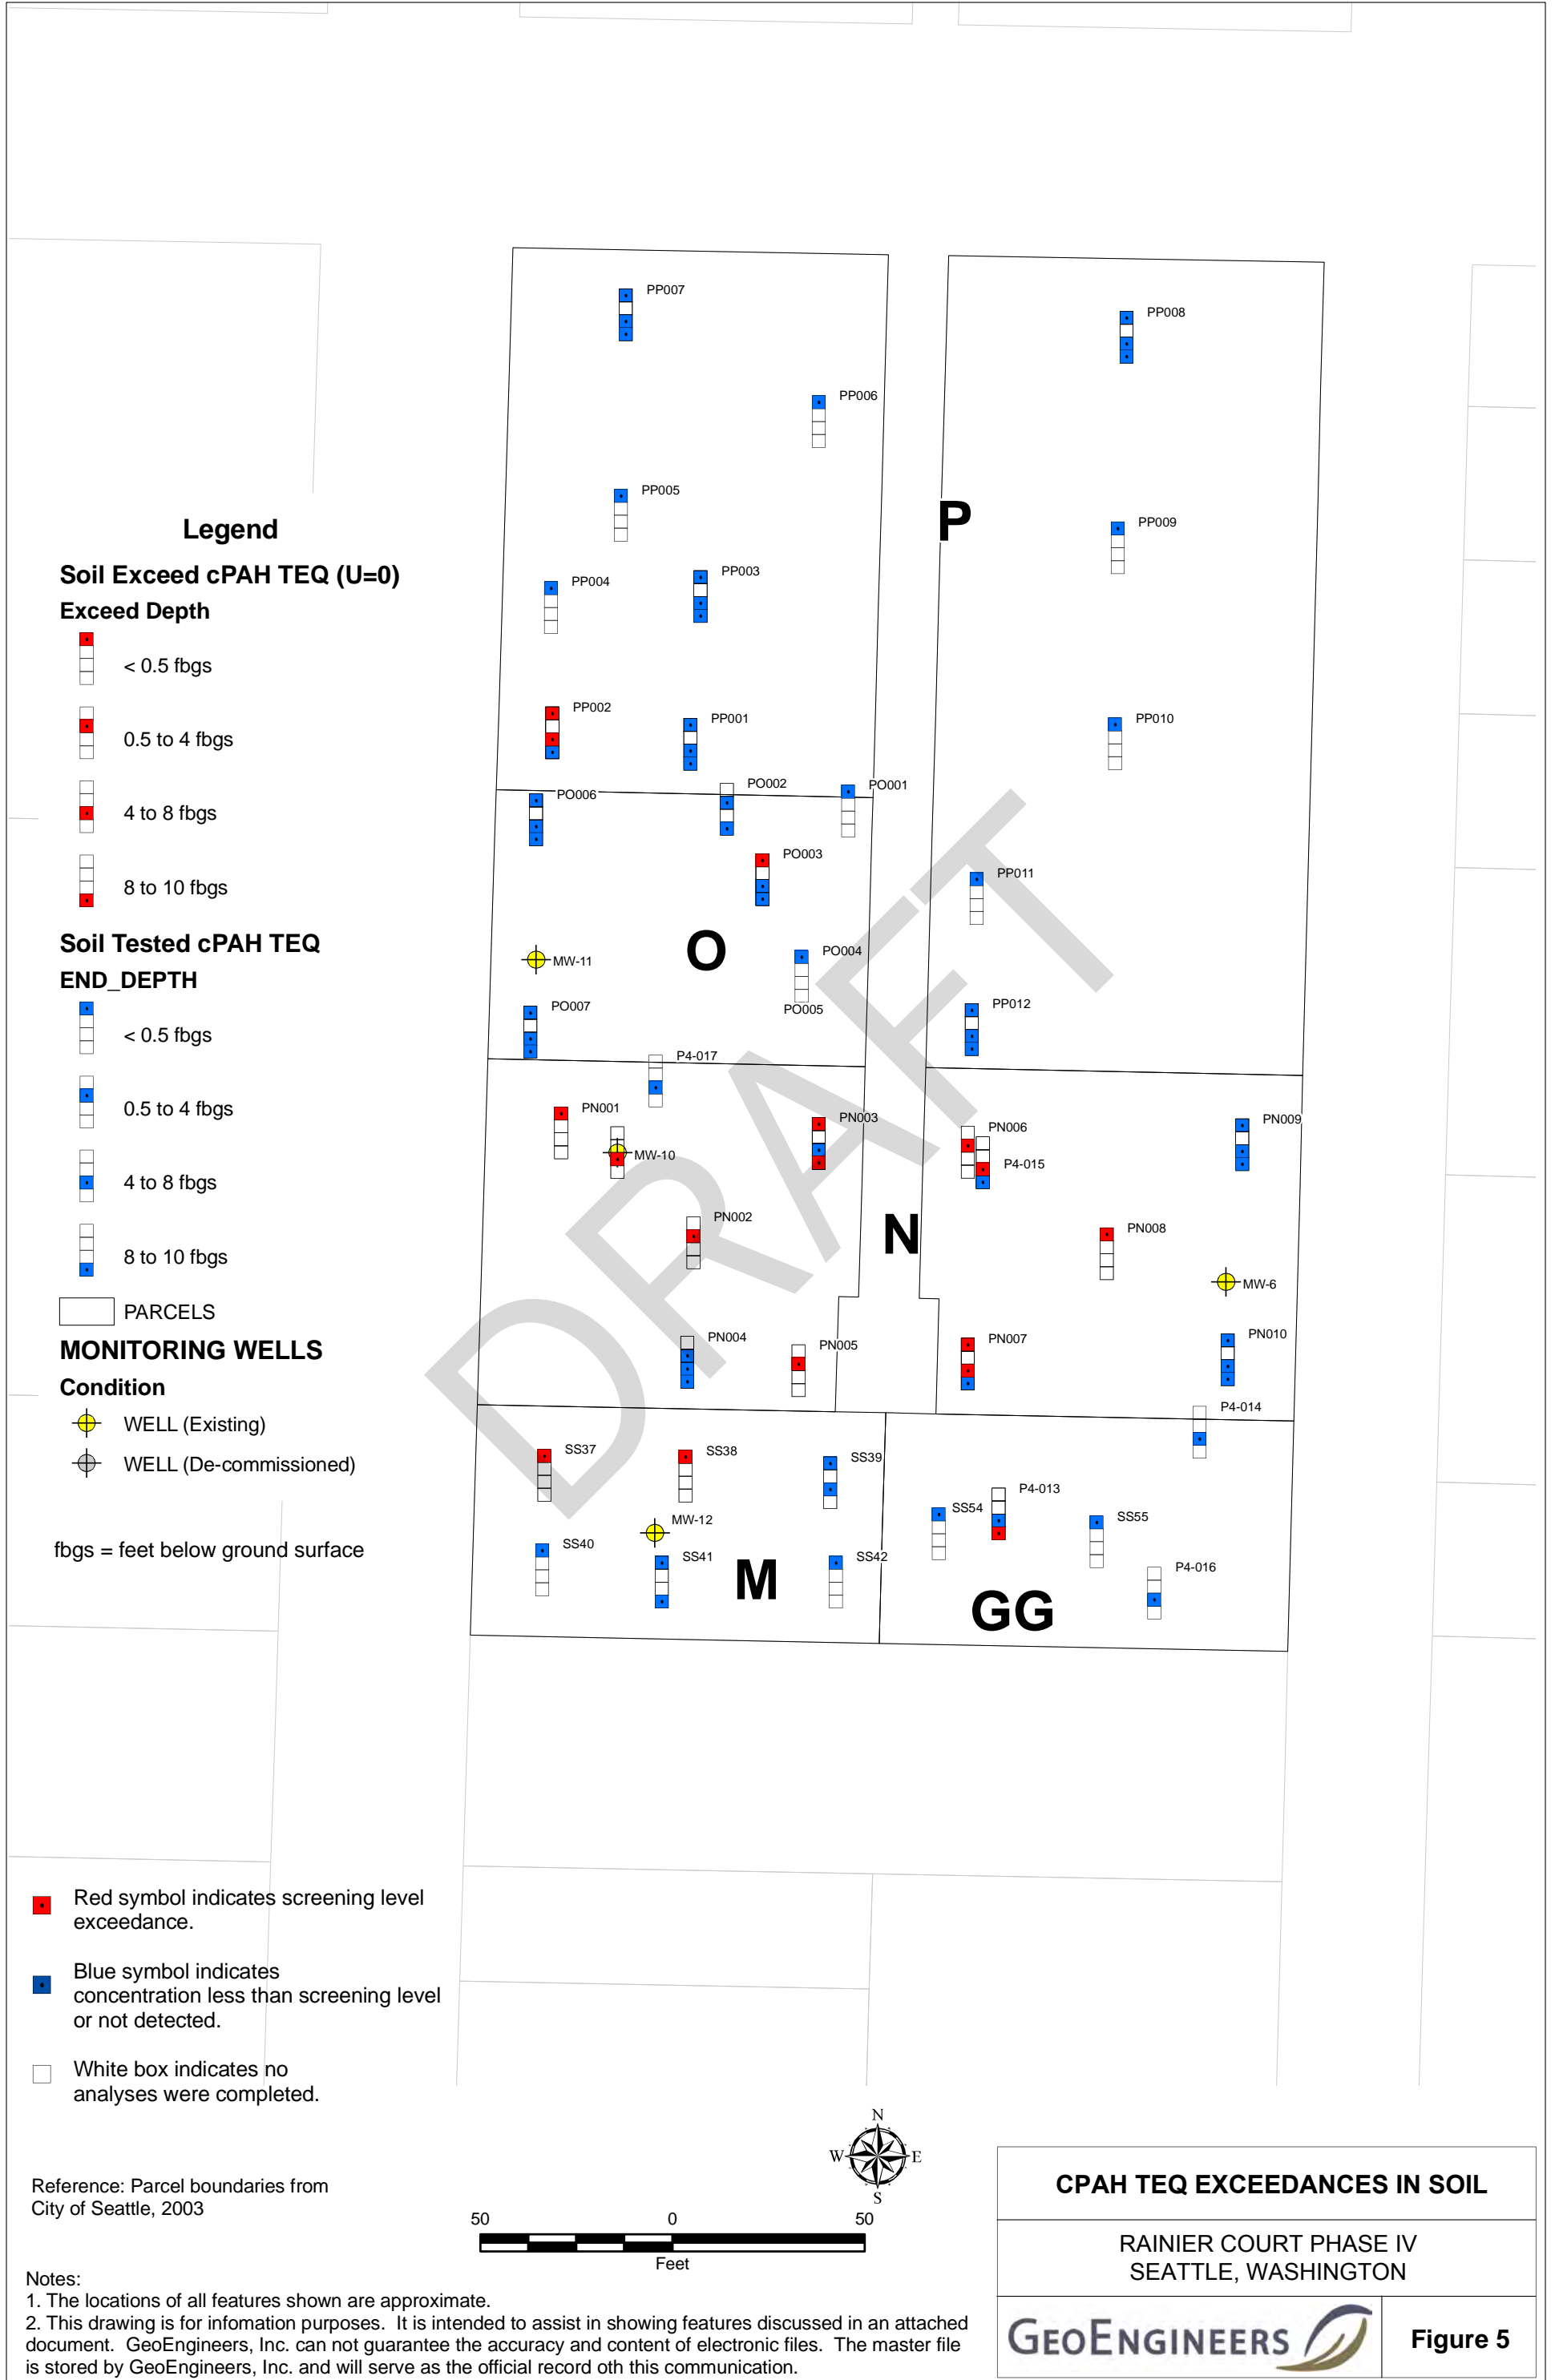 PP007
PP008
PP006
PP005
PP009
P
Legend
Soil Exceed cPAH TEQ (U=0)
Exceed Depth
< 0.5 fbgs
0.5 to 4 fbgs
4 to 8 fbgs
8 to 10 fbgs
Soil Tested cPAH TEQ
END_DEPTH
< 0.5 fbgs
0.5 to 4 fbgs
4 to 8 fbgs
8 to 10 fbgs
PARCELS
MONITORING WELLS
Condition
WELL (Existing)
WELL (De-commissioned)
fbgs = feet below ground surface
PP004
PP003
PP002
PP001
PP010
PO006
PO002
PO001
PO003
PP011
O
MW-11
PO004
PO005
PO007
PP012
P4-017
PN001
PN003
PN006
PN009
MW-10
P4-015
PN002
N
PN008
MW-6
PN004
PN005
PN007
PN010
P4-014
SS37
SS38
SS39
P4-013
SS54
SS55
MW-12
SS40
SS41
SS42
P4-016
M
GG
DRAFT
Red symbol indicates screening level
exceedance.
Blue symbol indicates
concentration less than screening level
or not detected.
White box indicates no
analyses were completed.
Reference: Parcel boundaries from
City of Seattle, 2003
N
W
E
S
50 0 50
Feet
Notes:
1. The locations of all features shown are approximate.
2. This drawing is for infomation purposes. It is intended to assist in showing features discussed in an attached
document. GeoEngineers, Inc. can not guarantee the accuracy and content of electronic files. The master file
is stored by GeoEngineers, Inc. and will serve as the official record oth this communication.
CPAH TEQ EXCEEDANCES IN SOIL
RAINIER COURT PHASE IV
SEATTLE, WASHINGTON
GEOENGINEERS
Figure 5